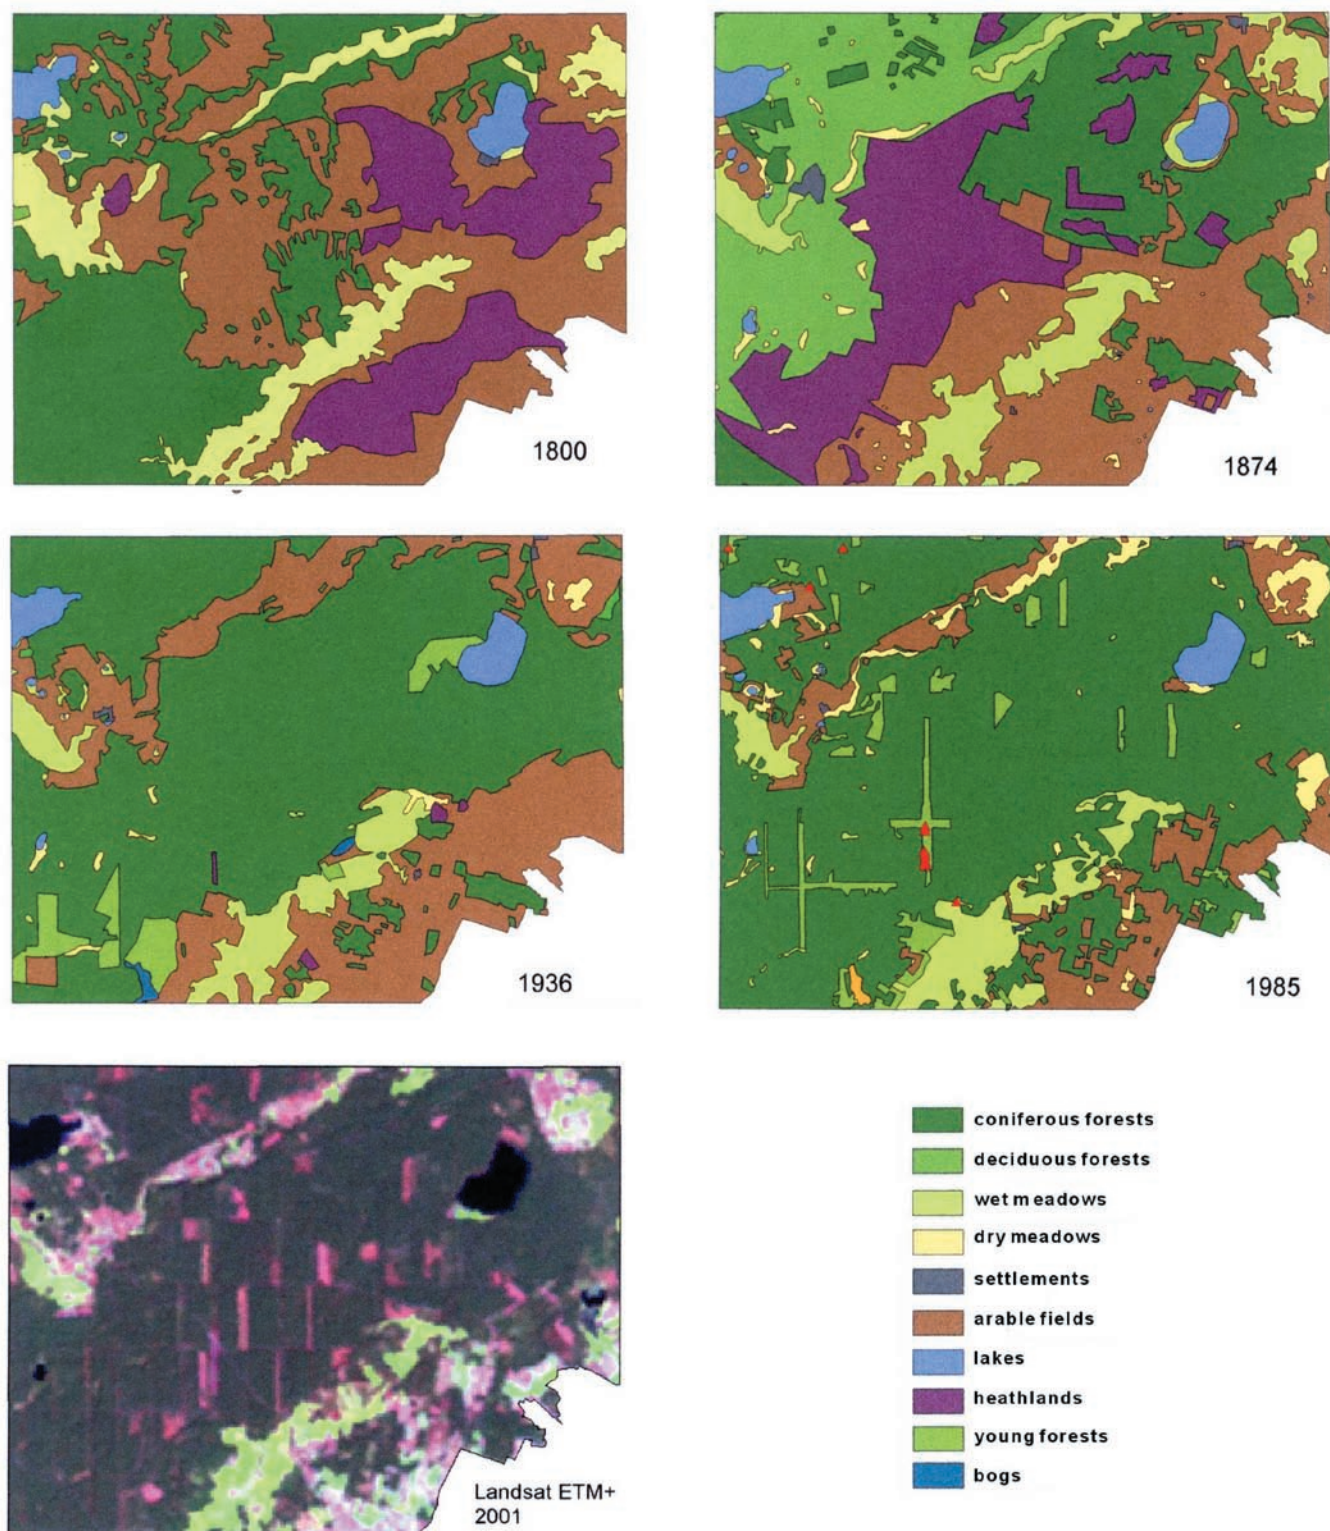 1800
1874
1936
1985
Landsat ETM+
2001
coniferous forests
deciduous forests
wet meadows
dry meadows
settlements
arable fields
lakes
heathlands
young forests
bogs